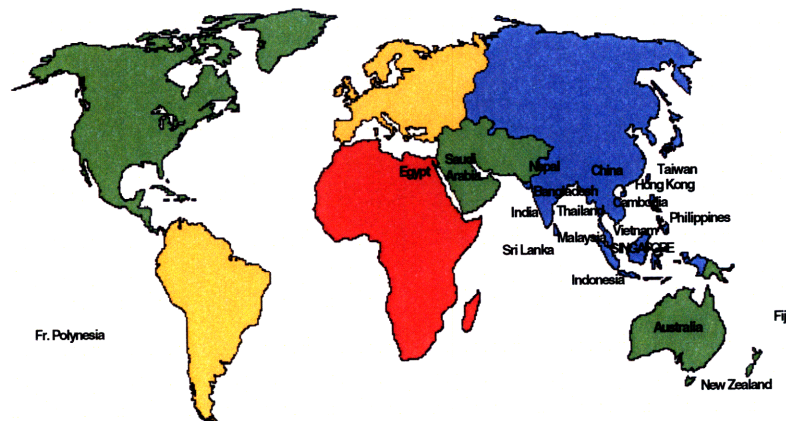 Egypt
Saudi
Arabia
Nepal
China
Taiwan
Hong Kong
Bangladesh
Cambodia
India
Thailand
Philippines
Vietnam
Malaysia
SINGAPORE
Sri Lanka
Indonesia
Fij
Australia
Fr. Polynesia
New Zealand